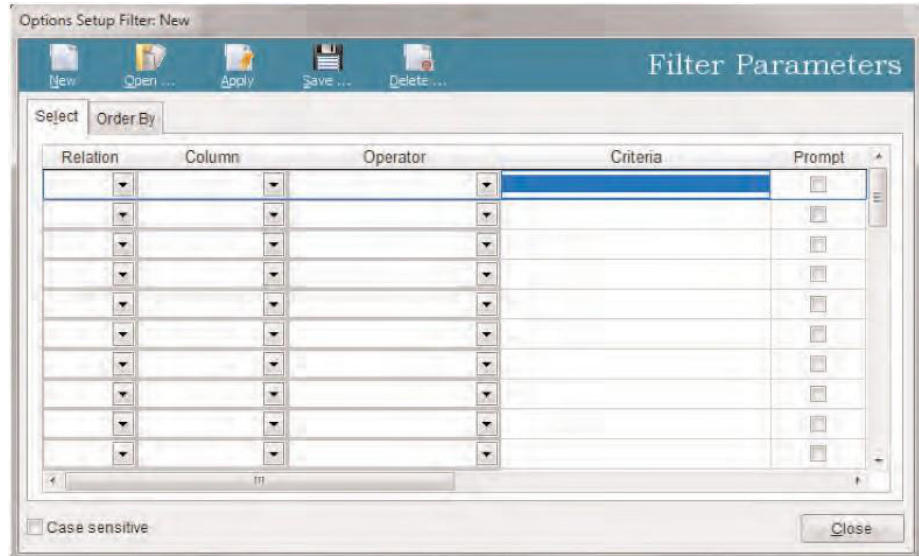 Options Setup Filter: New
New Open ... Apply Save ... Delete ... Filter Parameters
Select Order By
Relation Column Operator Criteria Prompt
Case sensitive Close